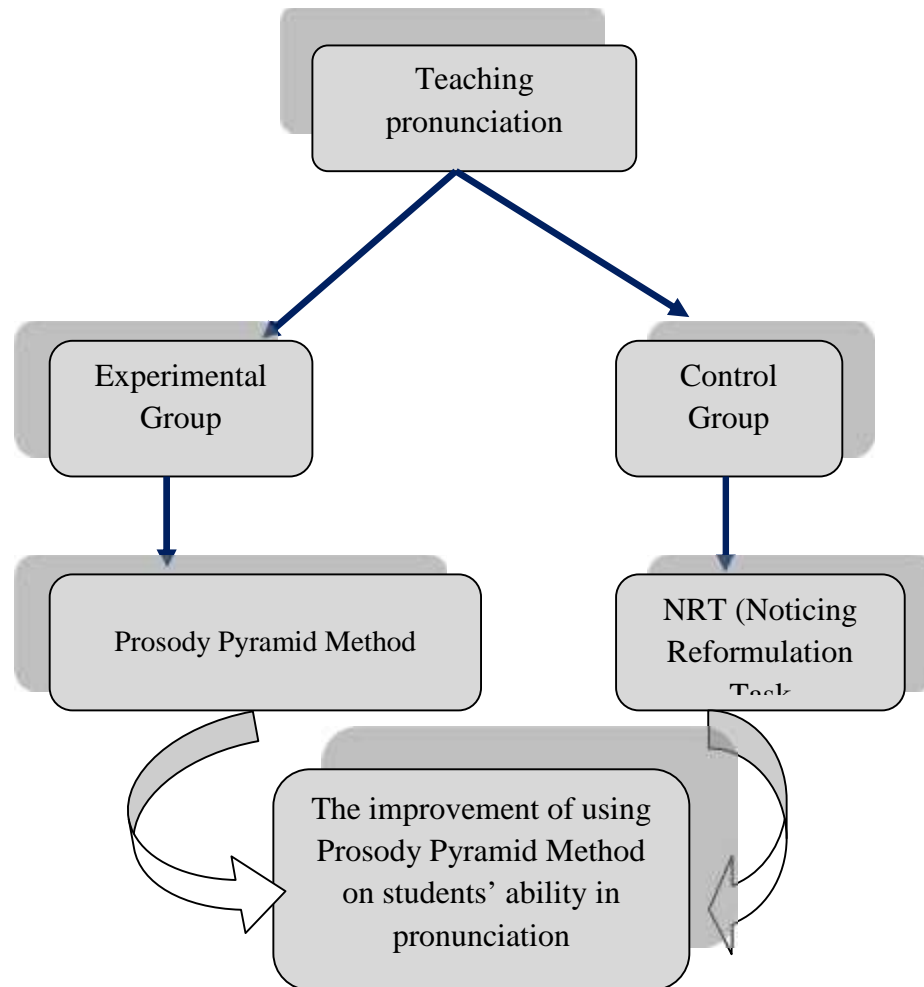 Teaching
pronunciation
Experimental
Group
Control
Group
Prosody Pyramid Method
NRT (Noticing
Reformulation
Task
The improvement of using
Prosody Pyramid Method
on students’ ability in
pronunciation